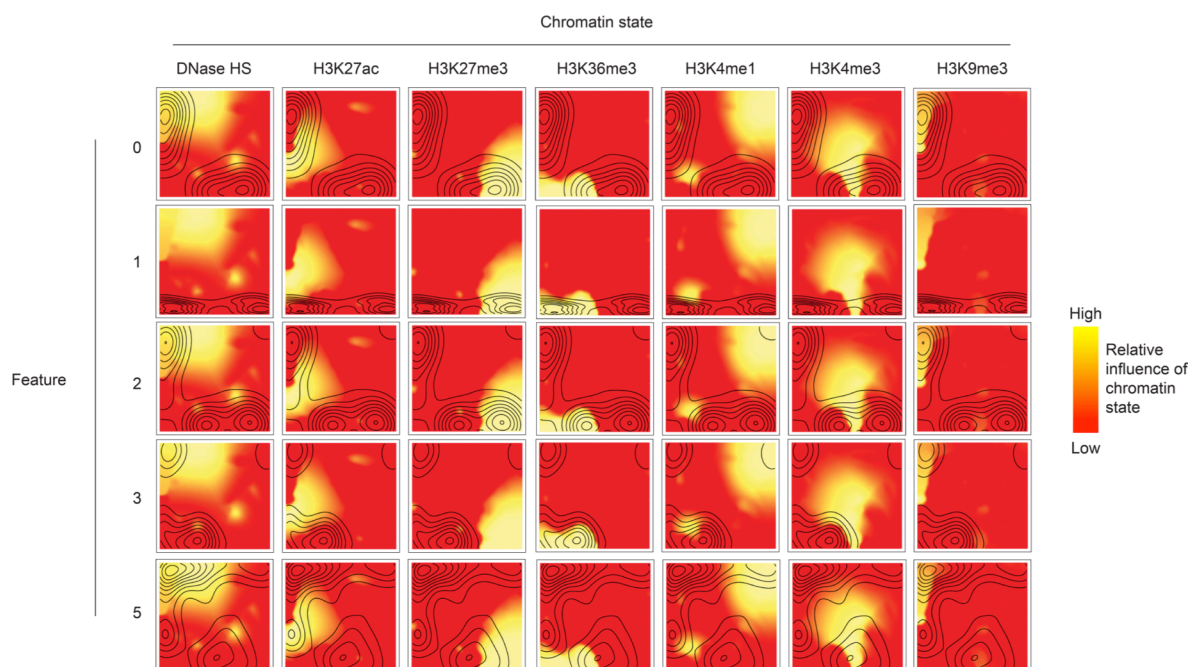 Chromatin state
DNase HS H3K27ac H3K27me3 H3K36me3 H3K4me1 H3K4me3 H3K9me3
0
1
High
Relative
influence of
chromatin
state
Low
Feature
2
3
5